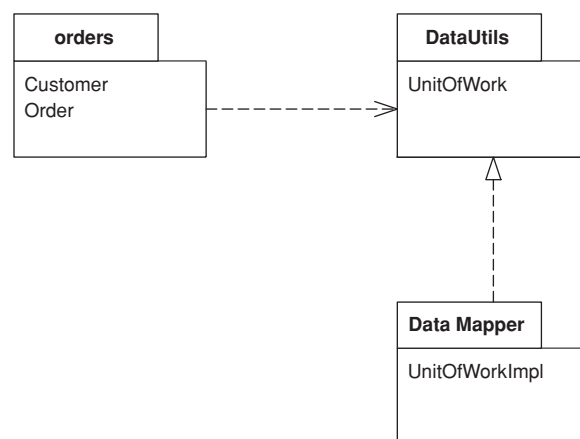 orders
Customer
Order
DataUtils
UnitOfWork
Data Mapper
UnitOfWorkImpl